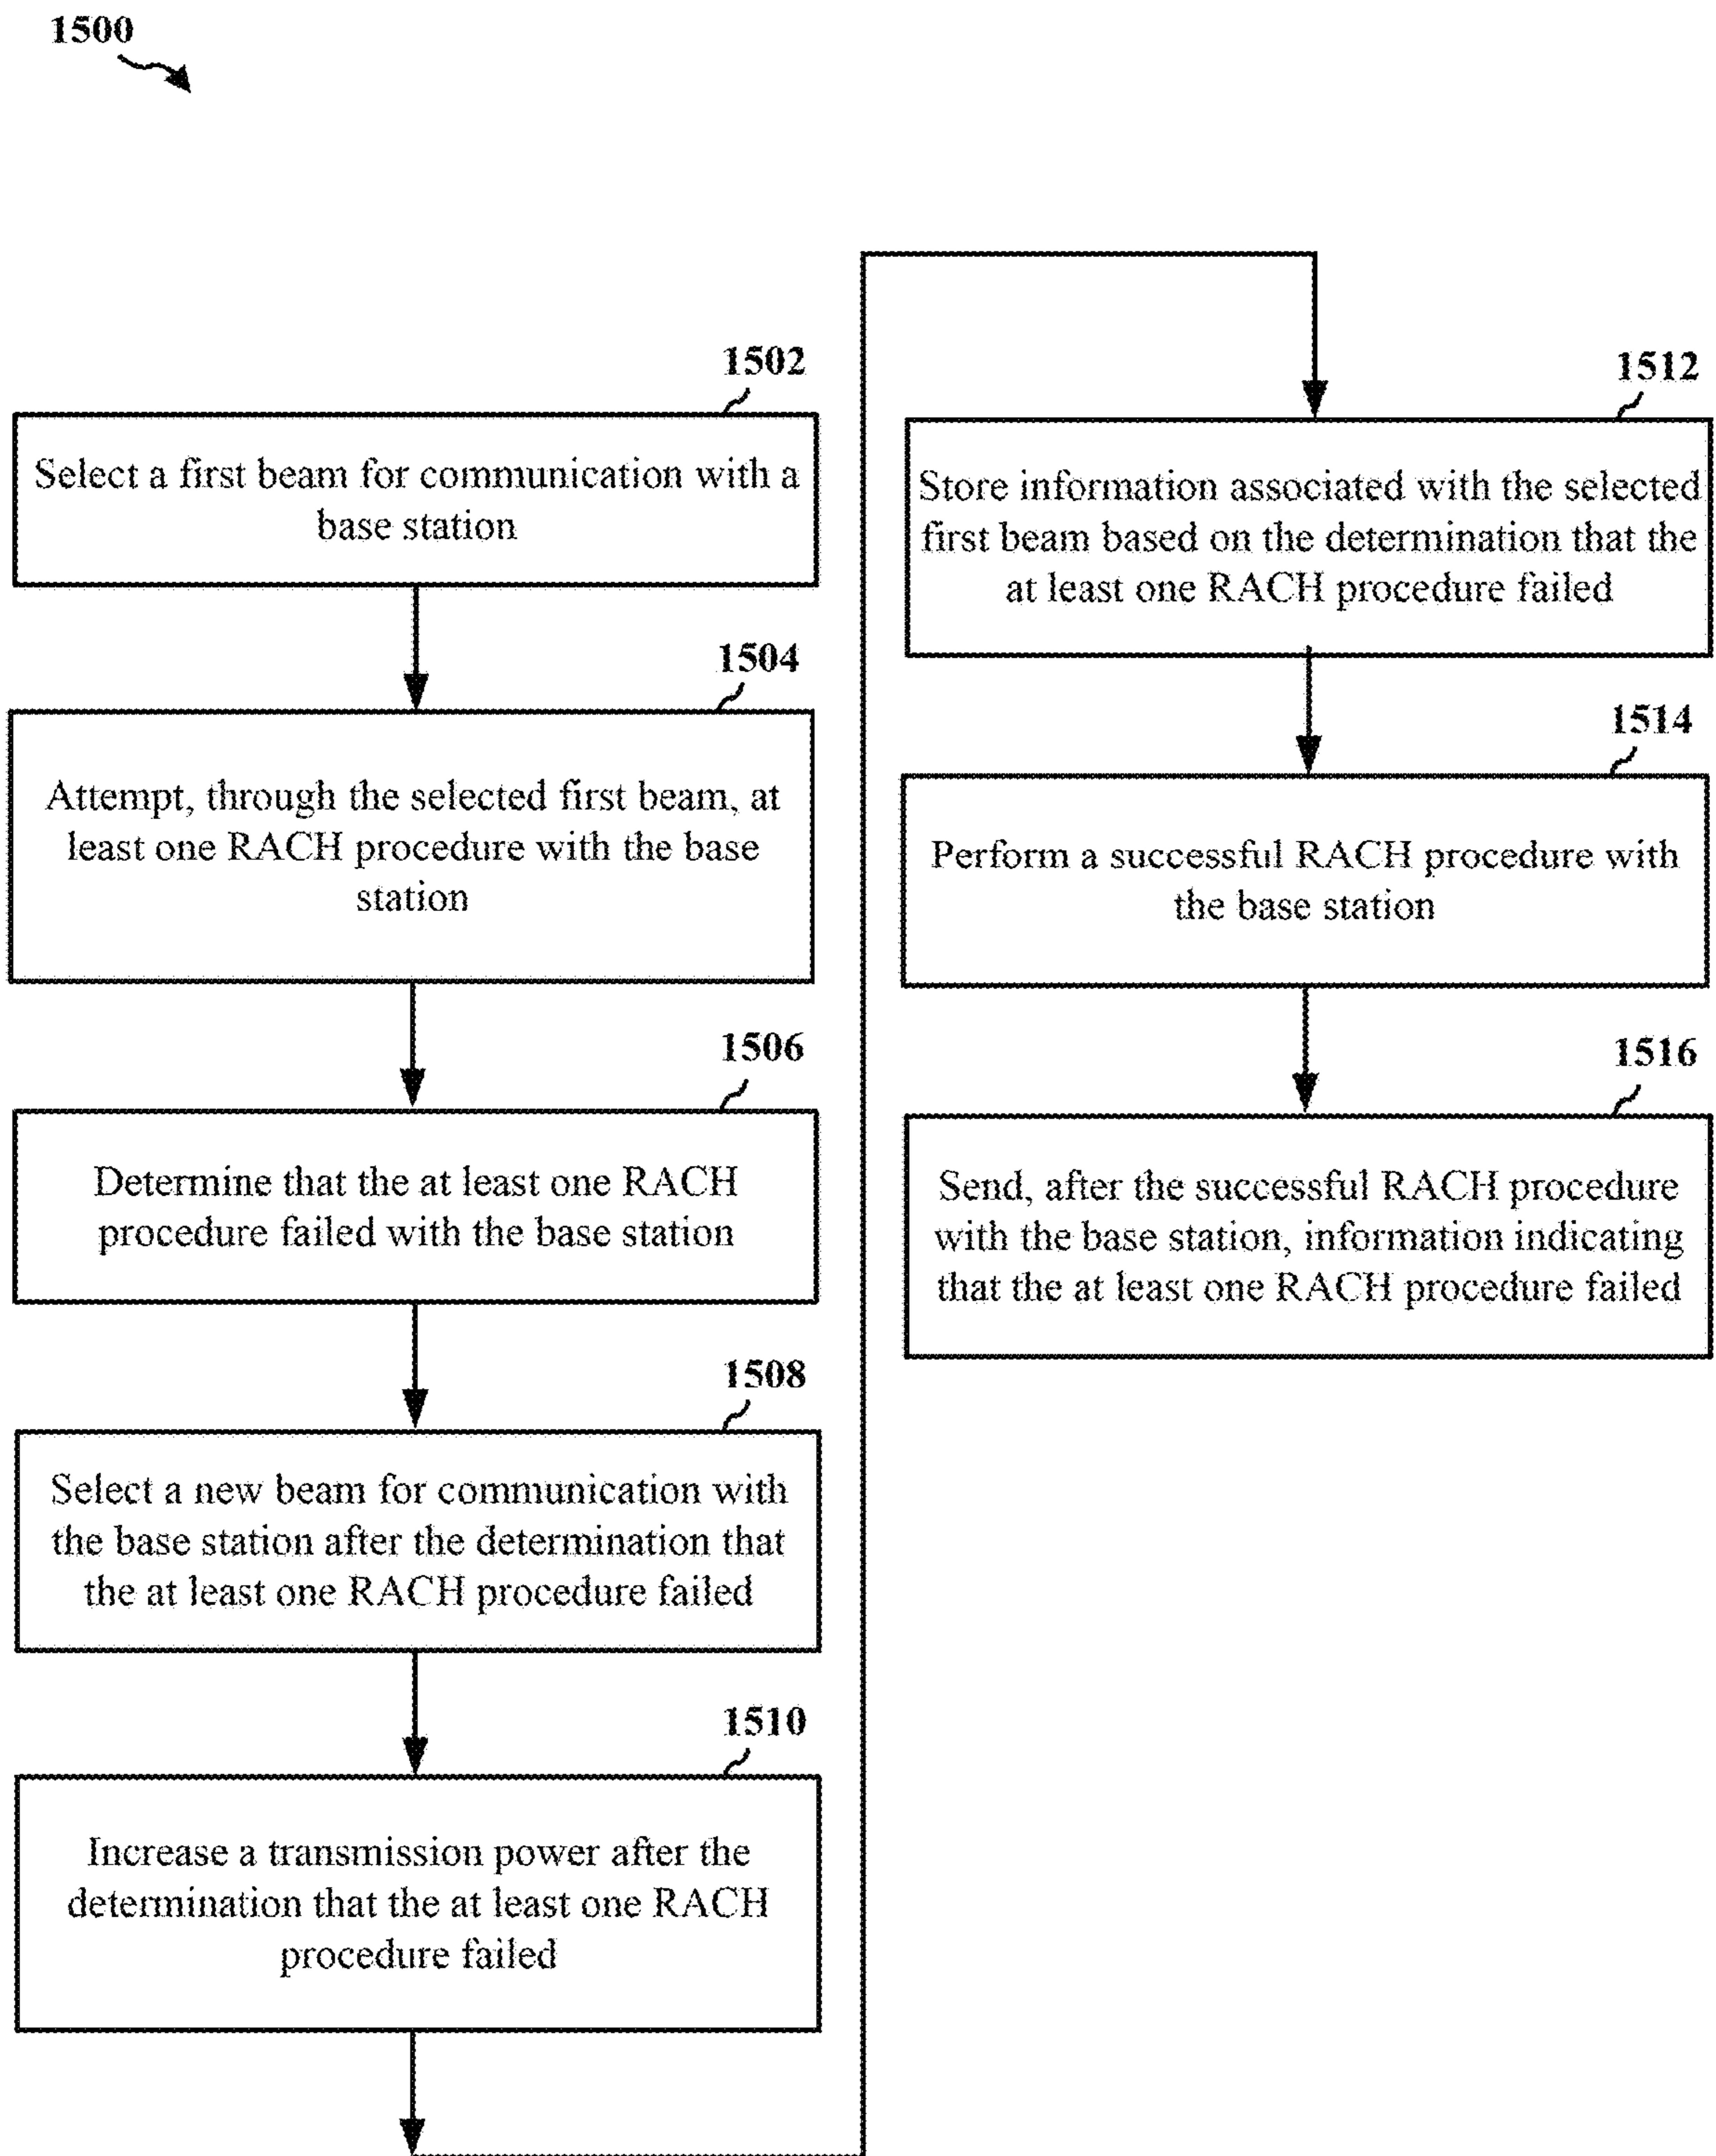 1500
1502
Select a first beam for communication with a
base station
1504
Attempt, through the selected first beam, at
least one RACH procedure with the base
station
1506
Determine that the at least one RACH
procedure failed with the base station
1508
Select a new beam for communication with
the base station after the determination that
the at least one RACH procedure failed
1510
Increase a transmission power after the
determination that the at least one RACH
procedure failed
1512
Store information associated with the selected
first beam based on the determination that the
at least one RACH procedure failed
1514
Perform a successful RACH procedure with
the base station
1516
Send, after the successful RACH procedure
with the base station, information indicating
that the at least one RACH procedure failed